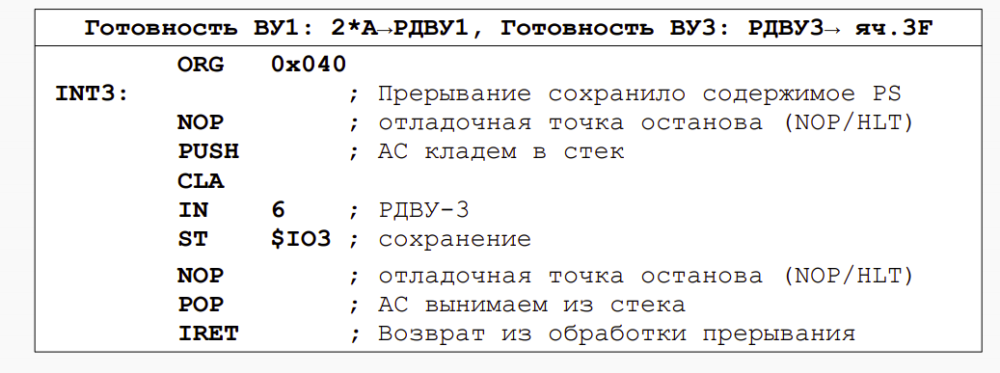 Готовность ВУ1: 2*A→РДВУ1, Готовность ВУ3: РДВУ3→ яч.3F
ORG 0x040
INT3: ; Прерывание сохранило содержимое PS
NOP ; отладочная точка останова (NOP/HLT)
PUSH ; АС кладем в стек
CLA
IN 6 ; РДВУ-3
ST $IO3 ; сохранение
NOP ; отладочная точка останова (NOP/HLT)
POP ; АС вынимаем из стека
IRET ; Возврат из обработки прерывания